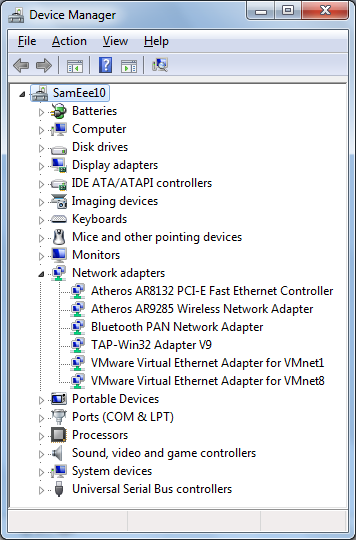 Device Manager
File Action View Help
SamEee10
Batteries
Computer
Disk drives
Display adapters
IDE ATA/ATAPI controllers
Imaging devices
Keyboards
Mice and other pointing devices
Monitors
Network adapters
Atheros AR8132 PCI-E Fast Ethernet Controller
Atheros AR9285 Wireless Network Adapter
Bluetooth PAN Network Adapter
TAP-Win32 Adapter V9
VMware Virtual Ethernet Adapter for VMnet1
VMware Virtual Ethernet Adapter for VMnet8
Portable Devices
Ports (COM & LPT)
Processors
Sound, video and game controllers
System devices
Universal Serial Bus controllers